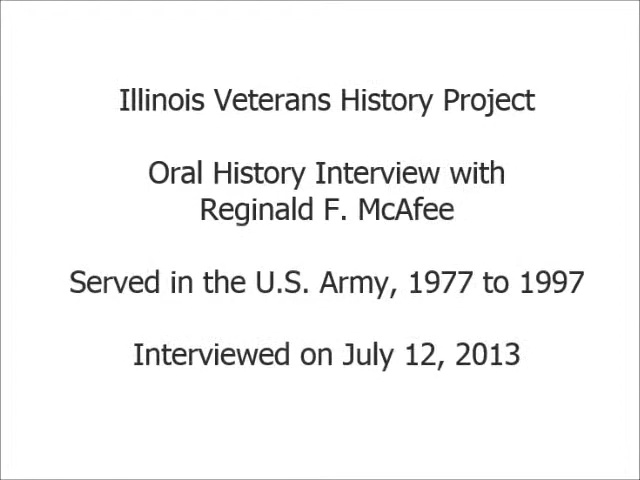 Illinois Veterans History Project
Oral History Interview with
Reginald F. McAfee
Served in the U.S. Army, 1977 to 1997
Interviewed on July 12, 2013